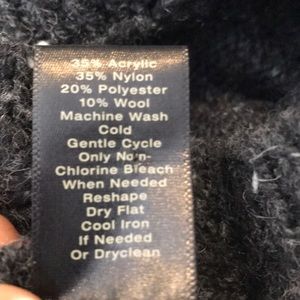 35% Acrylic
35% Nylon
20% Polyester
10% Wool
Machine Wash
Cold
Gentle Cycle
Only Non-
Chlorine Bleach
When Needed
Reshape
Dry Flat
Cool Iron
If Needed
Or Dryclean